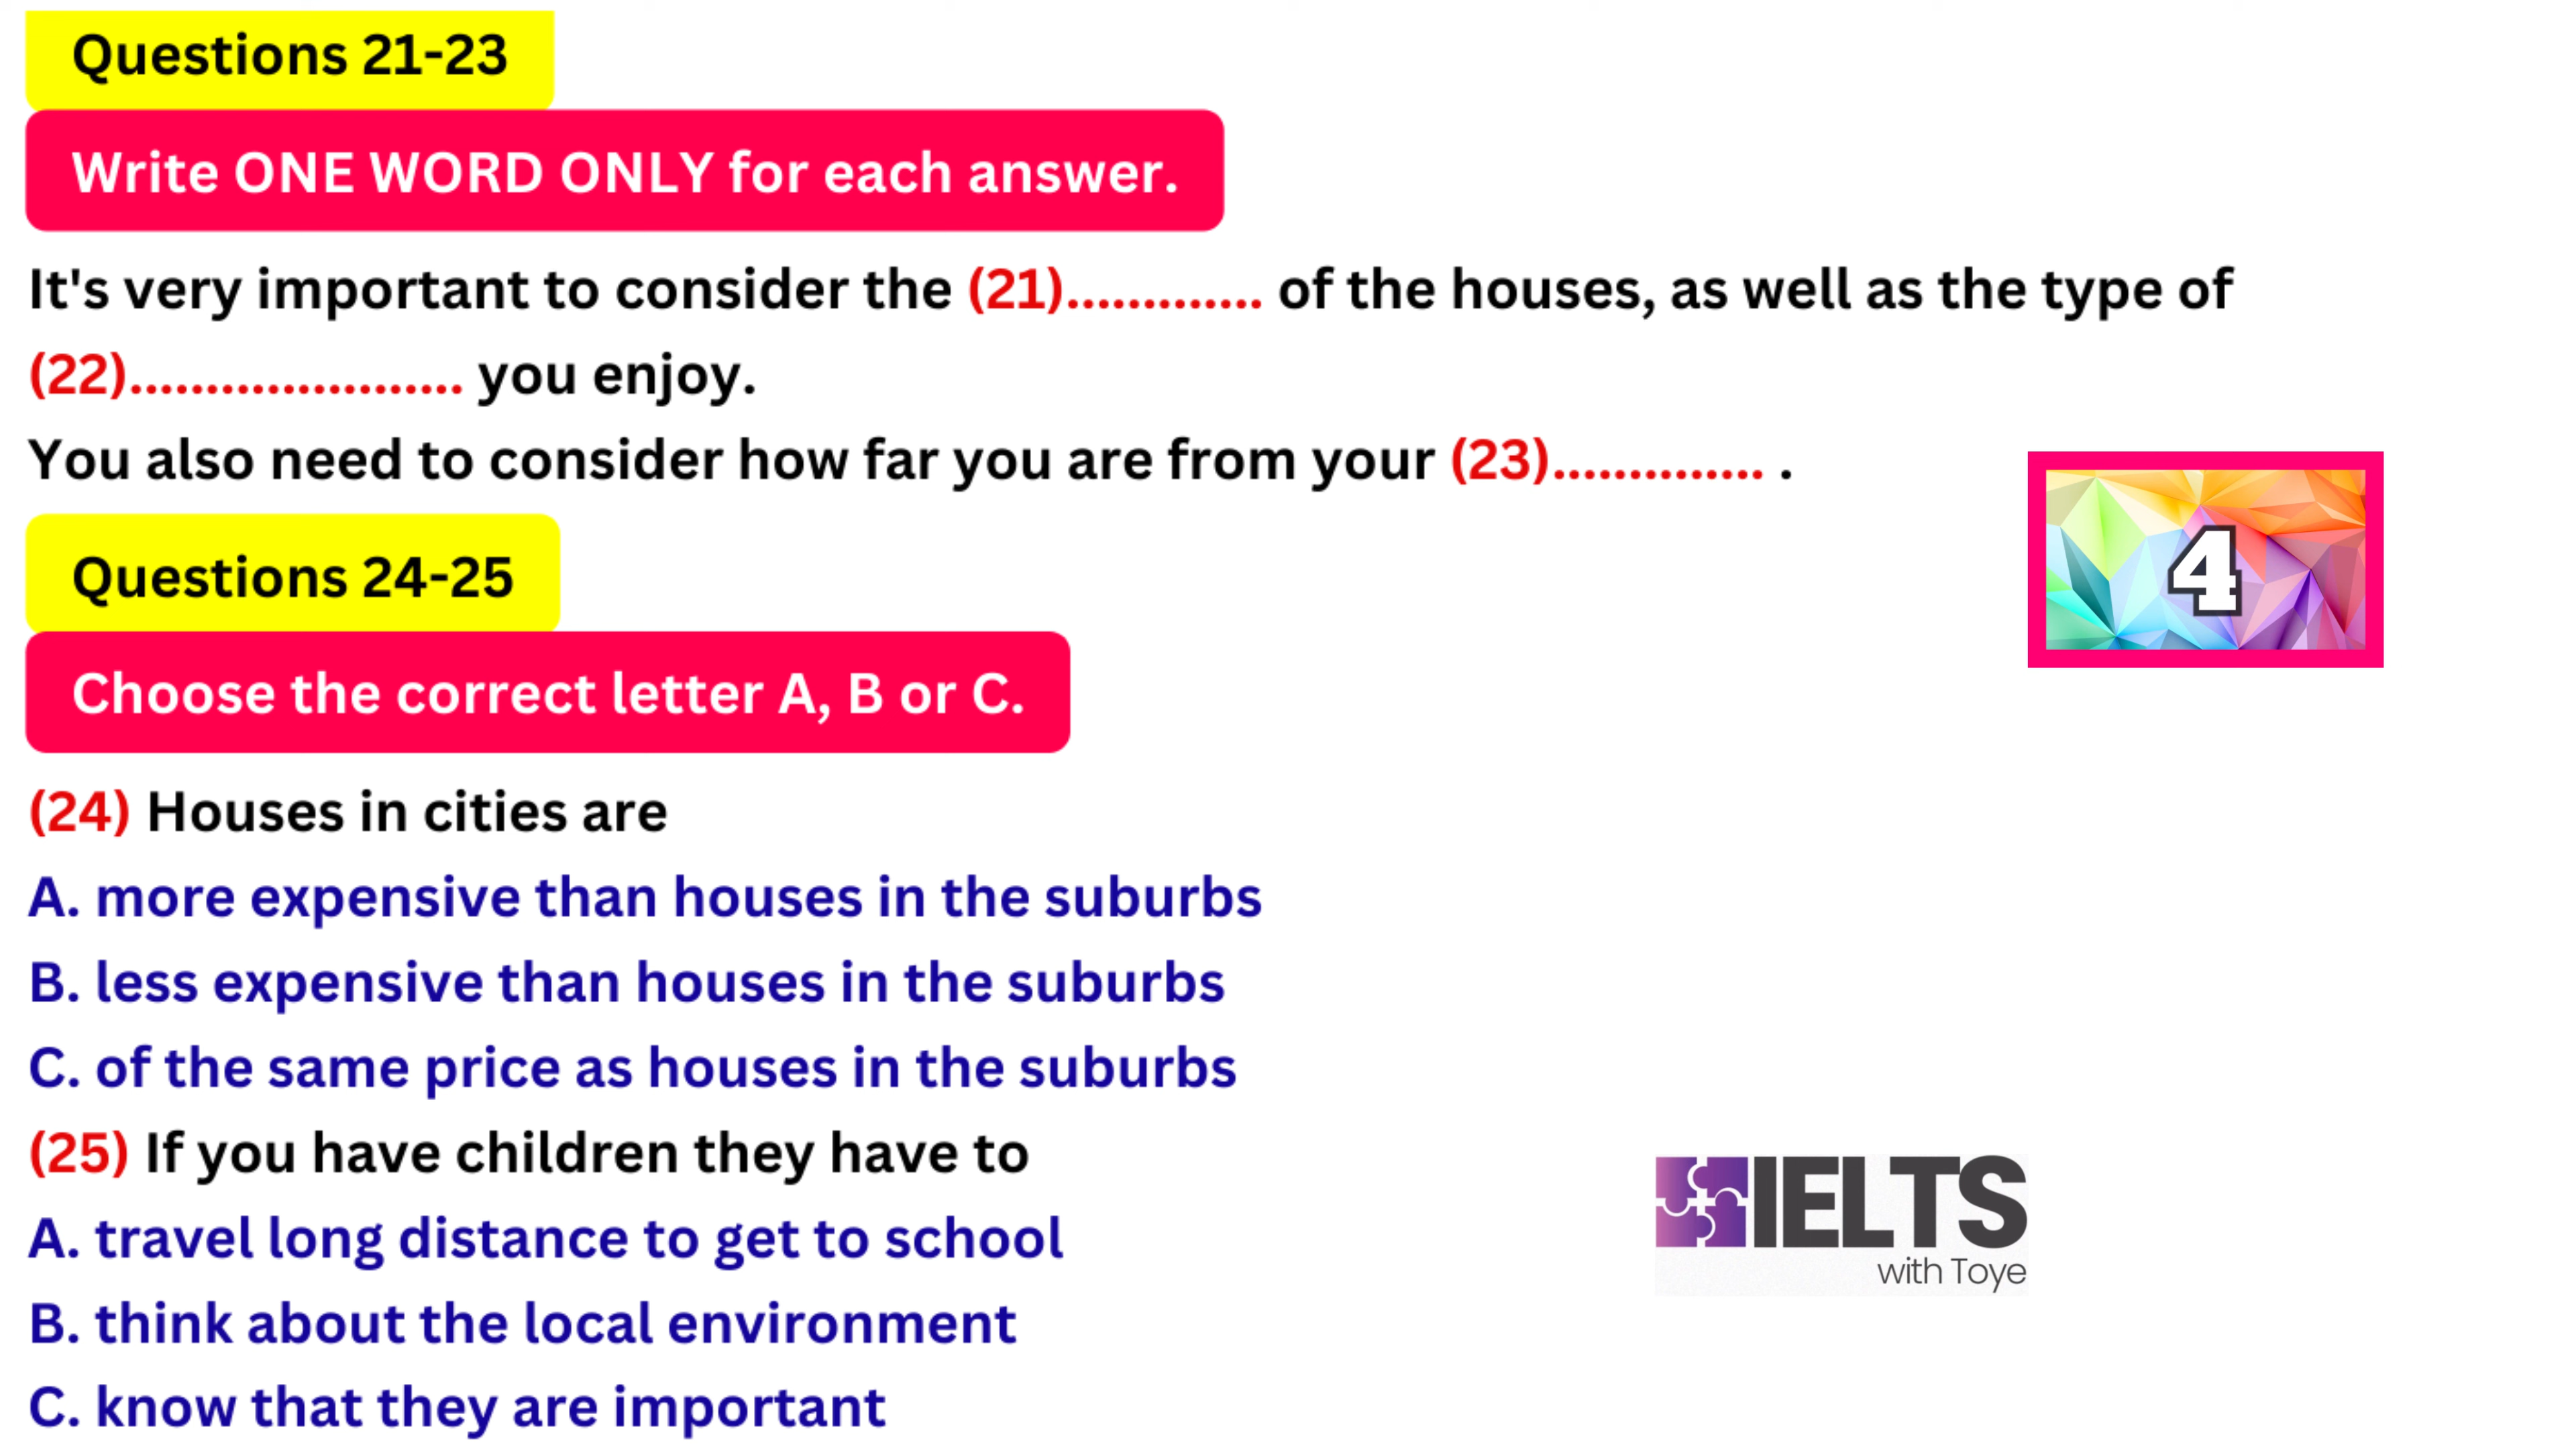 Questions 21-23
Write ONE WORD ONLY for each answer.
It's very important to consider the (21)............. of the houses, as well as the type of
(22)...................... you enjoy.
You also need to consider how far you are from your (23).............. .
4
Questions 24-25
Choose the correct letter A, B or C.
(24) Houses in cities are
A. more expensive than houses in the suburbs
B. less expensive than houses in the suburbs
C. of the same price as houses in the suburbs
(25) If you have children they have to
A. travel long distance to get to school
B. think about the local environment
C. know that they are important
IELTS
with Toye